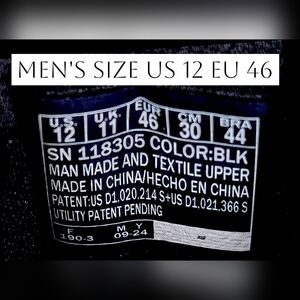 MEN'S SIZE US 12 EU 46
U.S. U.K. EUR CM BRA
12 11 46 30 44
SN 118305 COLOR:BLK
MAN MADE AND TEXTILE UPPER
MADE IN CHINA/HECHO EN CHINA
PATENT:US D1.020.214 S+US D1.021.366 S
UTILITY PATENT PENDING
F M Y
190-3 09-24